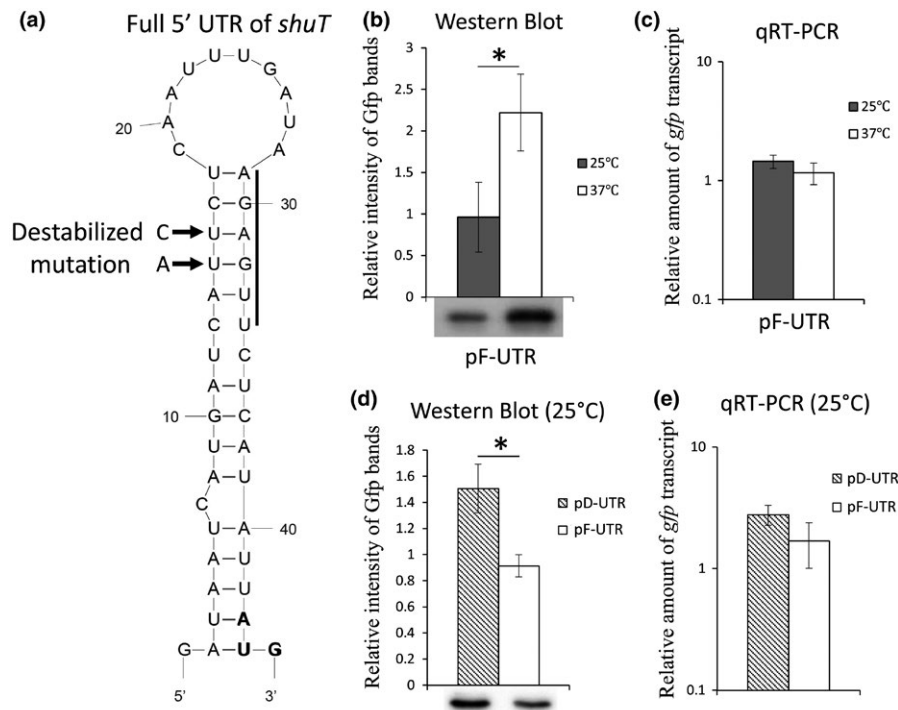 (a)
Full 5' UTR of shuT
U U U G
A A
A U
20 C A
U A
C G 30
Destabilized mutation
C U A
A U G
A U
C U
U C
A U
10 G C
U A
A U
C
U A 40
A U
A U
U A
G A U G
5' 3'
(b)
Western Blot
Relative intensity of Gfp bands
3
2.5
2
1.5
1
0.5
0
*
25°C
37°C
pF-UTR
(c)
qRT-PCR
Relative amount of gfp transcript
10
1
0.1
25°C
37°C
pF-UTR
(d)
Western Blot (25°C)
Relative intensity of Gfp bands
1.8
1.6
1.4
1.2
1
0.8
0.6
0.4
0.2
0
*
pD-UTR
pF-UTR
(e)
qRT-PCR (25°C)
Relative amount of gfp transcript
10
1
0.1
pD-UTR
pF-UTR